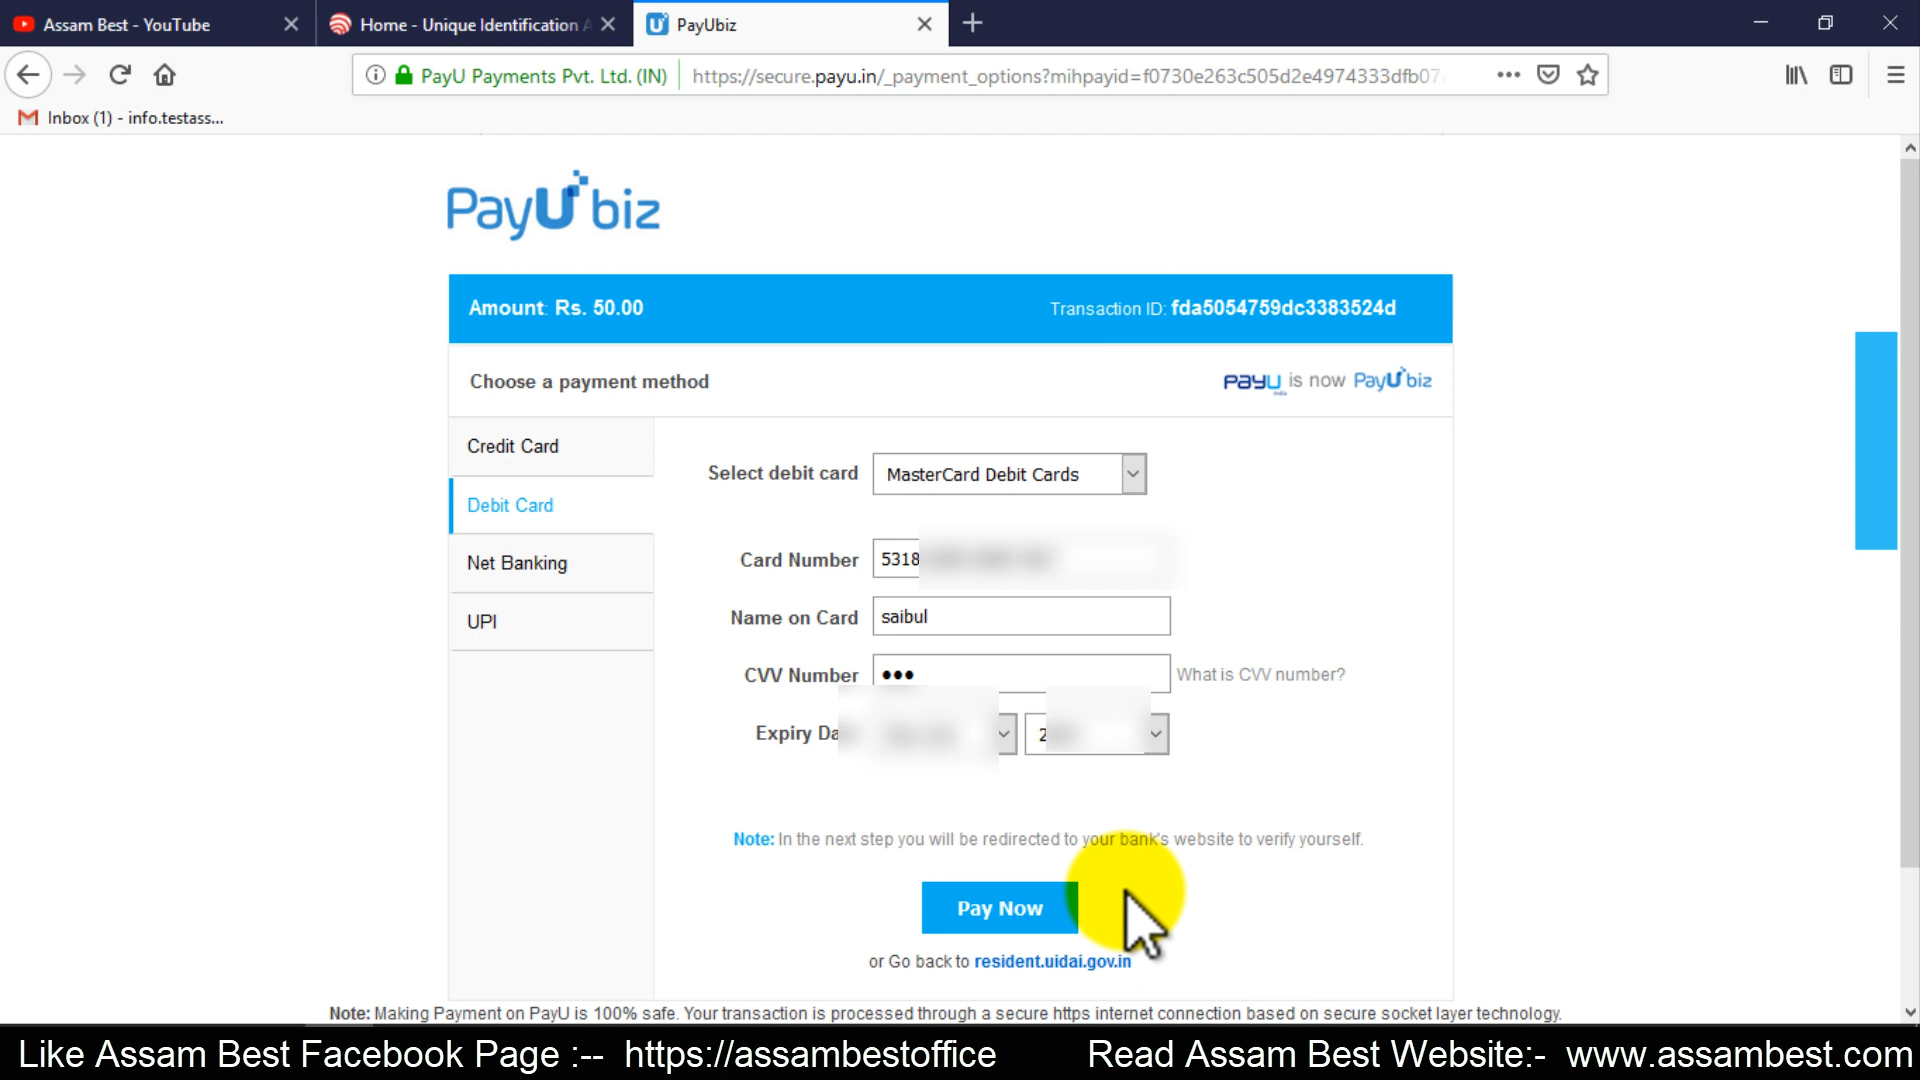 Assam Best - YouTube
Home - Unique Identification A
PayUbiz
PayU Payments Pvt. Ltd. (IN)
https://secure.payu.in/_payment_options?mihpayid=f0730e263c505d2e4974333dfb07
Inbox (1) - info.testass...
PayU biz
Amount: Rs. 50.00
Transaction ID: fda5054759dc3383524d
Choose a payment method
PayU india is now PayU biz
Credit Card
Debit Card
Net Banking
UPI
Select debit card MasterCard Debit Cards
Card Number 5318
Name on Card saibul
CVV Number ●●●
What is CVV number?
Expiry Da 2
Note: In the next step you will be redirected to your bank's website to verify yourself.
Pay Now
or Go back to resident.uidai.gov.in
Note: Making Payment on PayU is 100% safe. Your transaction is processed through a secure https internet connection based on secure socket layer technology.
Like Assam Best Facebook Page :-- https://assambestoffice
Read Assam Best Website:- www.assambest.com